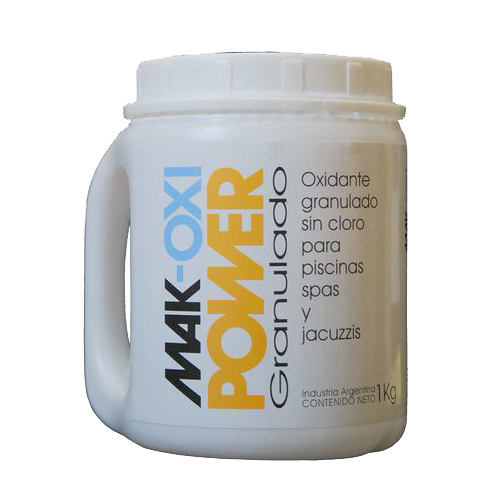 MAK-OXI
POWER
Granulado
Oxidante
granulado
sin cloro
para
piscinas
spas
y
jacuzzis
Industria Argentina
CONTENIDO NETO 1Kg